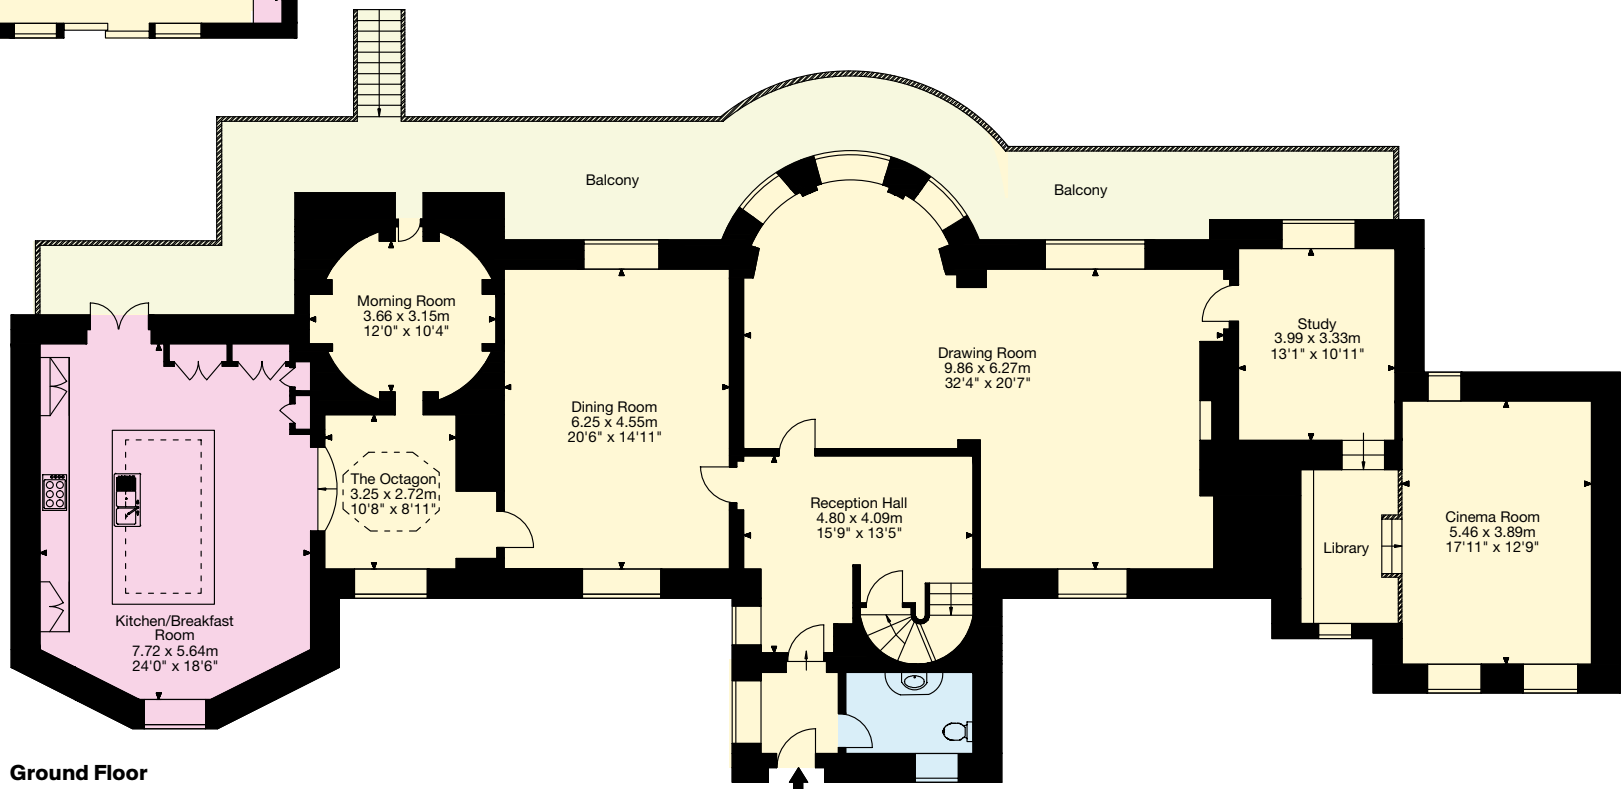 Balcony
Balcony
Morning Room
3.66 x 3.15m
12'0" x 10'4"
Study
3.99 x 3.33m
13'1" x 10'11"
Drawing Room
9.86 x 6.27m
32'4" x 20'7"
Dining Room
6.25 x 4.55m
20'6" x 14'11"
The Octagon
3.25 x 2.72m
10'8" x 8'11"
Reception Hall
4.80 x 4.09m
15'9" x 13'5"
Cinema Room
5.46 x 3.89m
17'11" x 12'9"
Library
Kitchen/Breakfast
Room
7.72 x 5.64m
24'0" x 18'6"
Ground Floor